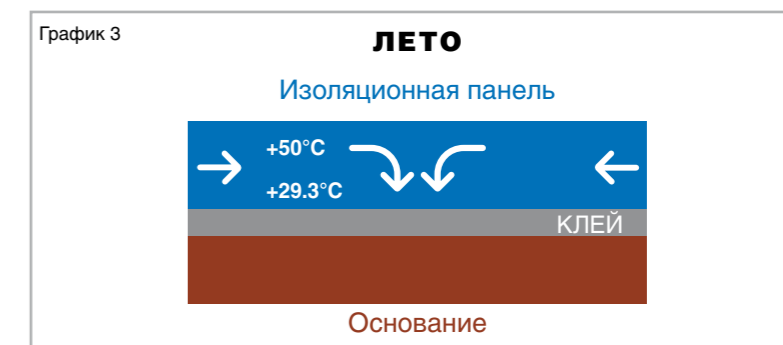 График 3
ЛЕТО
Изоляционная панель
+50°C
+29.3°C
КЛЕЙ
Основание